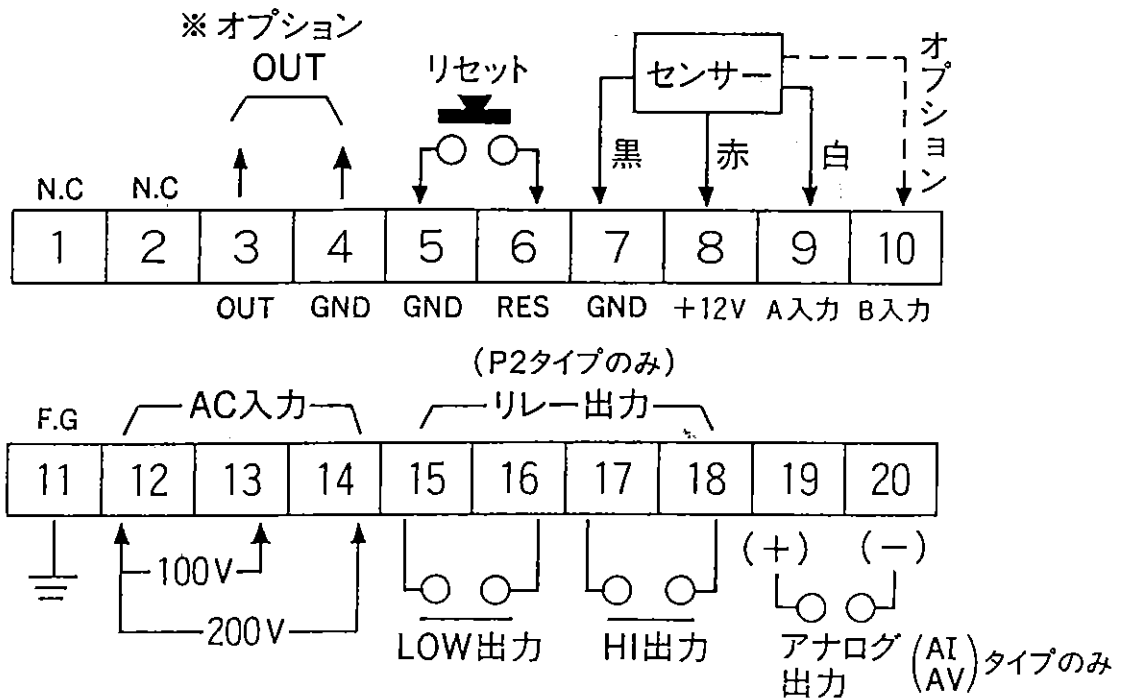 ※オプション
OUT
リセット
センサー
オプション
黒
赤
白
N.C
N.C
1 2 3 4 5 6 7 8 9 10
OUT GND GND RES GND +12V A入力 B入力
(P2タイプのみ)
F.G
AC入力
リレー出力
11 12 13 14 15 16 17 18 19 20
(+) (-)
100V
200V
LOW出力
HI出力
アナログ出力
(AI AV)タイプのみ